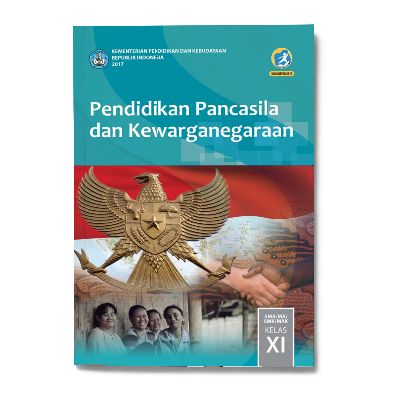 KEMENTERIAN PENDIDIKAN DAN KEBUDAYAAN
REPUBLIK INDONESIA
2017
Pendidikan Pancasila
dan Kewarganegaraan
SMA/MA/
SMK/MAK
KELAS
XI